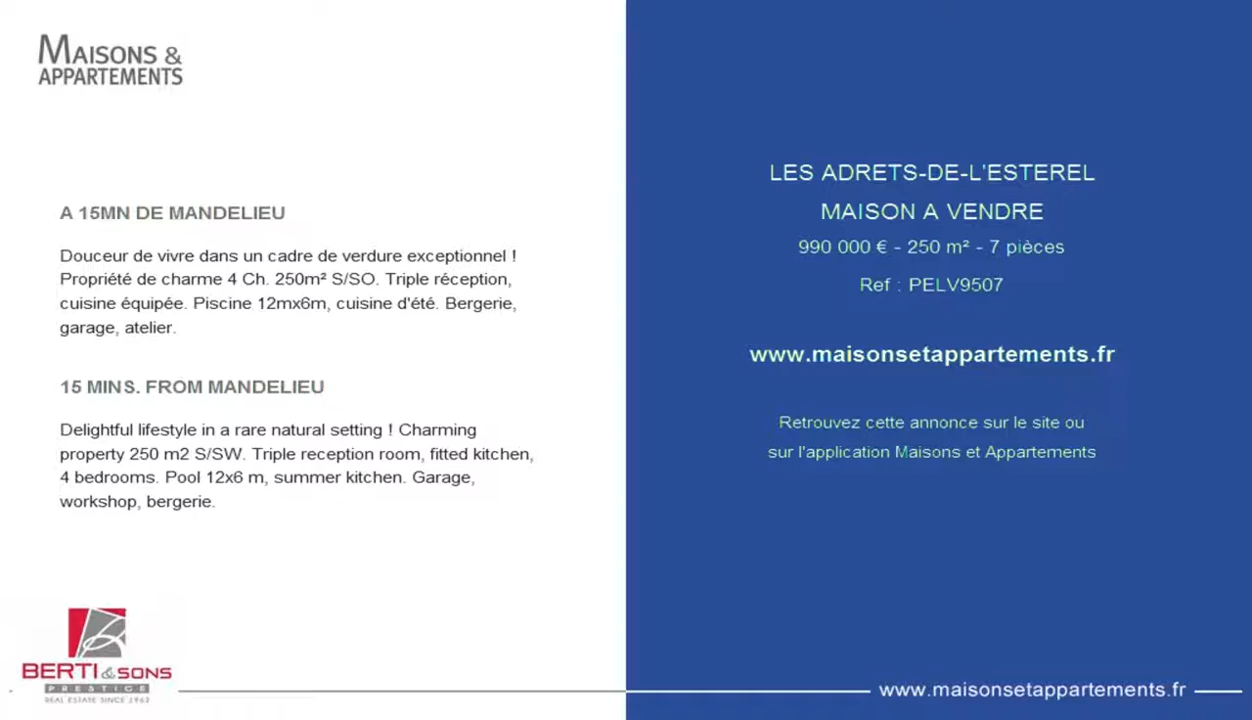 MAISONS &
APPARTEMENTS
A 15MN DE MANDELIEU
Douceur de vivre dans un cadre de verdure exceptionnel !
Propriété de charme 4 Ch. 250m² S/SO. Triple réception,
cuisine équipée. Piscine 12mx6m, cuisine d'été. Bergerie,
garage, atelier.
15 MINS. FROM MANDELIEU
Delightful lifestyle in a rare natural setting ! Charming
property 250 m2 S/SW. Triple reception room, fitted kitchen,
4 bedrooms. Pool 12x6 m, summer kitchen. Garage,
workshop, bergerie.
BERTI & SONS
PRESTIGE
REAL ESTATE SINCE 1962
LES ADRETS-DE-L'ESTEREL
MAISON A VENDRE
990 000 € - 250 m² - 7 pièces
Ref : PELV9507
www.maisonsetappartements.fr
Retrouvez cette annonce sur le site ou
sur l'application Maisons et Appartements
www.maisonsetappartements.fr